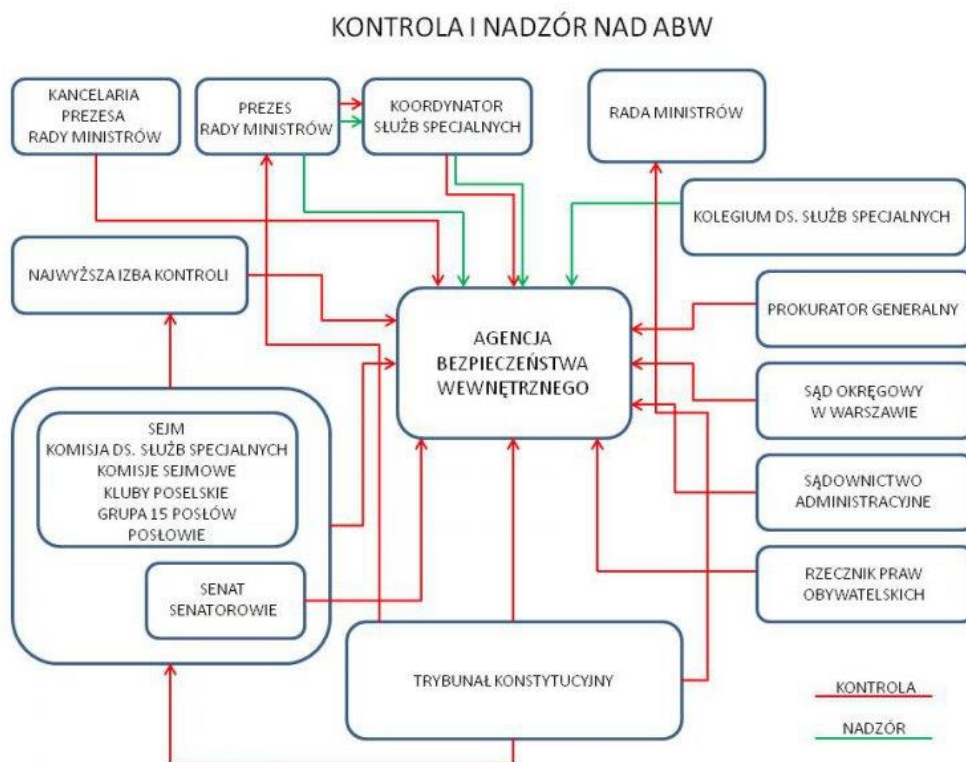 KONTROLA I NADZÓR NAD ABW
KANCELARIA
PREZESA
RADY MINISTRÓW
PREZES
RADY MINISTRÓW
KOORDYNATOR
SŁUŻB SPECJALNYCH
RADA MINISTRÓW
KOLEGIUM DS. SŁUŻB SPECJALNYCH
NAJWYŻSZA IZBA KONTROLI
AGENCJA
BEZPIECZEŃSTWA
WEWNĘTRZNEGO
PROKURATOR GENERALNY
SĄD OKRĘGOWY
W WARSZAWIE
SEJM
KOMISJA DS. SŁUŻB SPECJALNYCH
KOMISJE SEJMOWE
KLUBY POSELSKIE
GRUPA 15 POSŁÓW
POSŁOWIE
SĄDOWNICTWO
ADMINISTRACYJNE
SENAT
SENATOROWIE
RZECZNIK PRAW
OBYWATELSKICH
TRYBUNAŁ KONSTYTUCYJNY
KONTROLA
NADZÓR